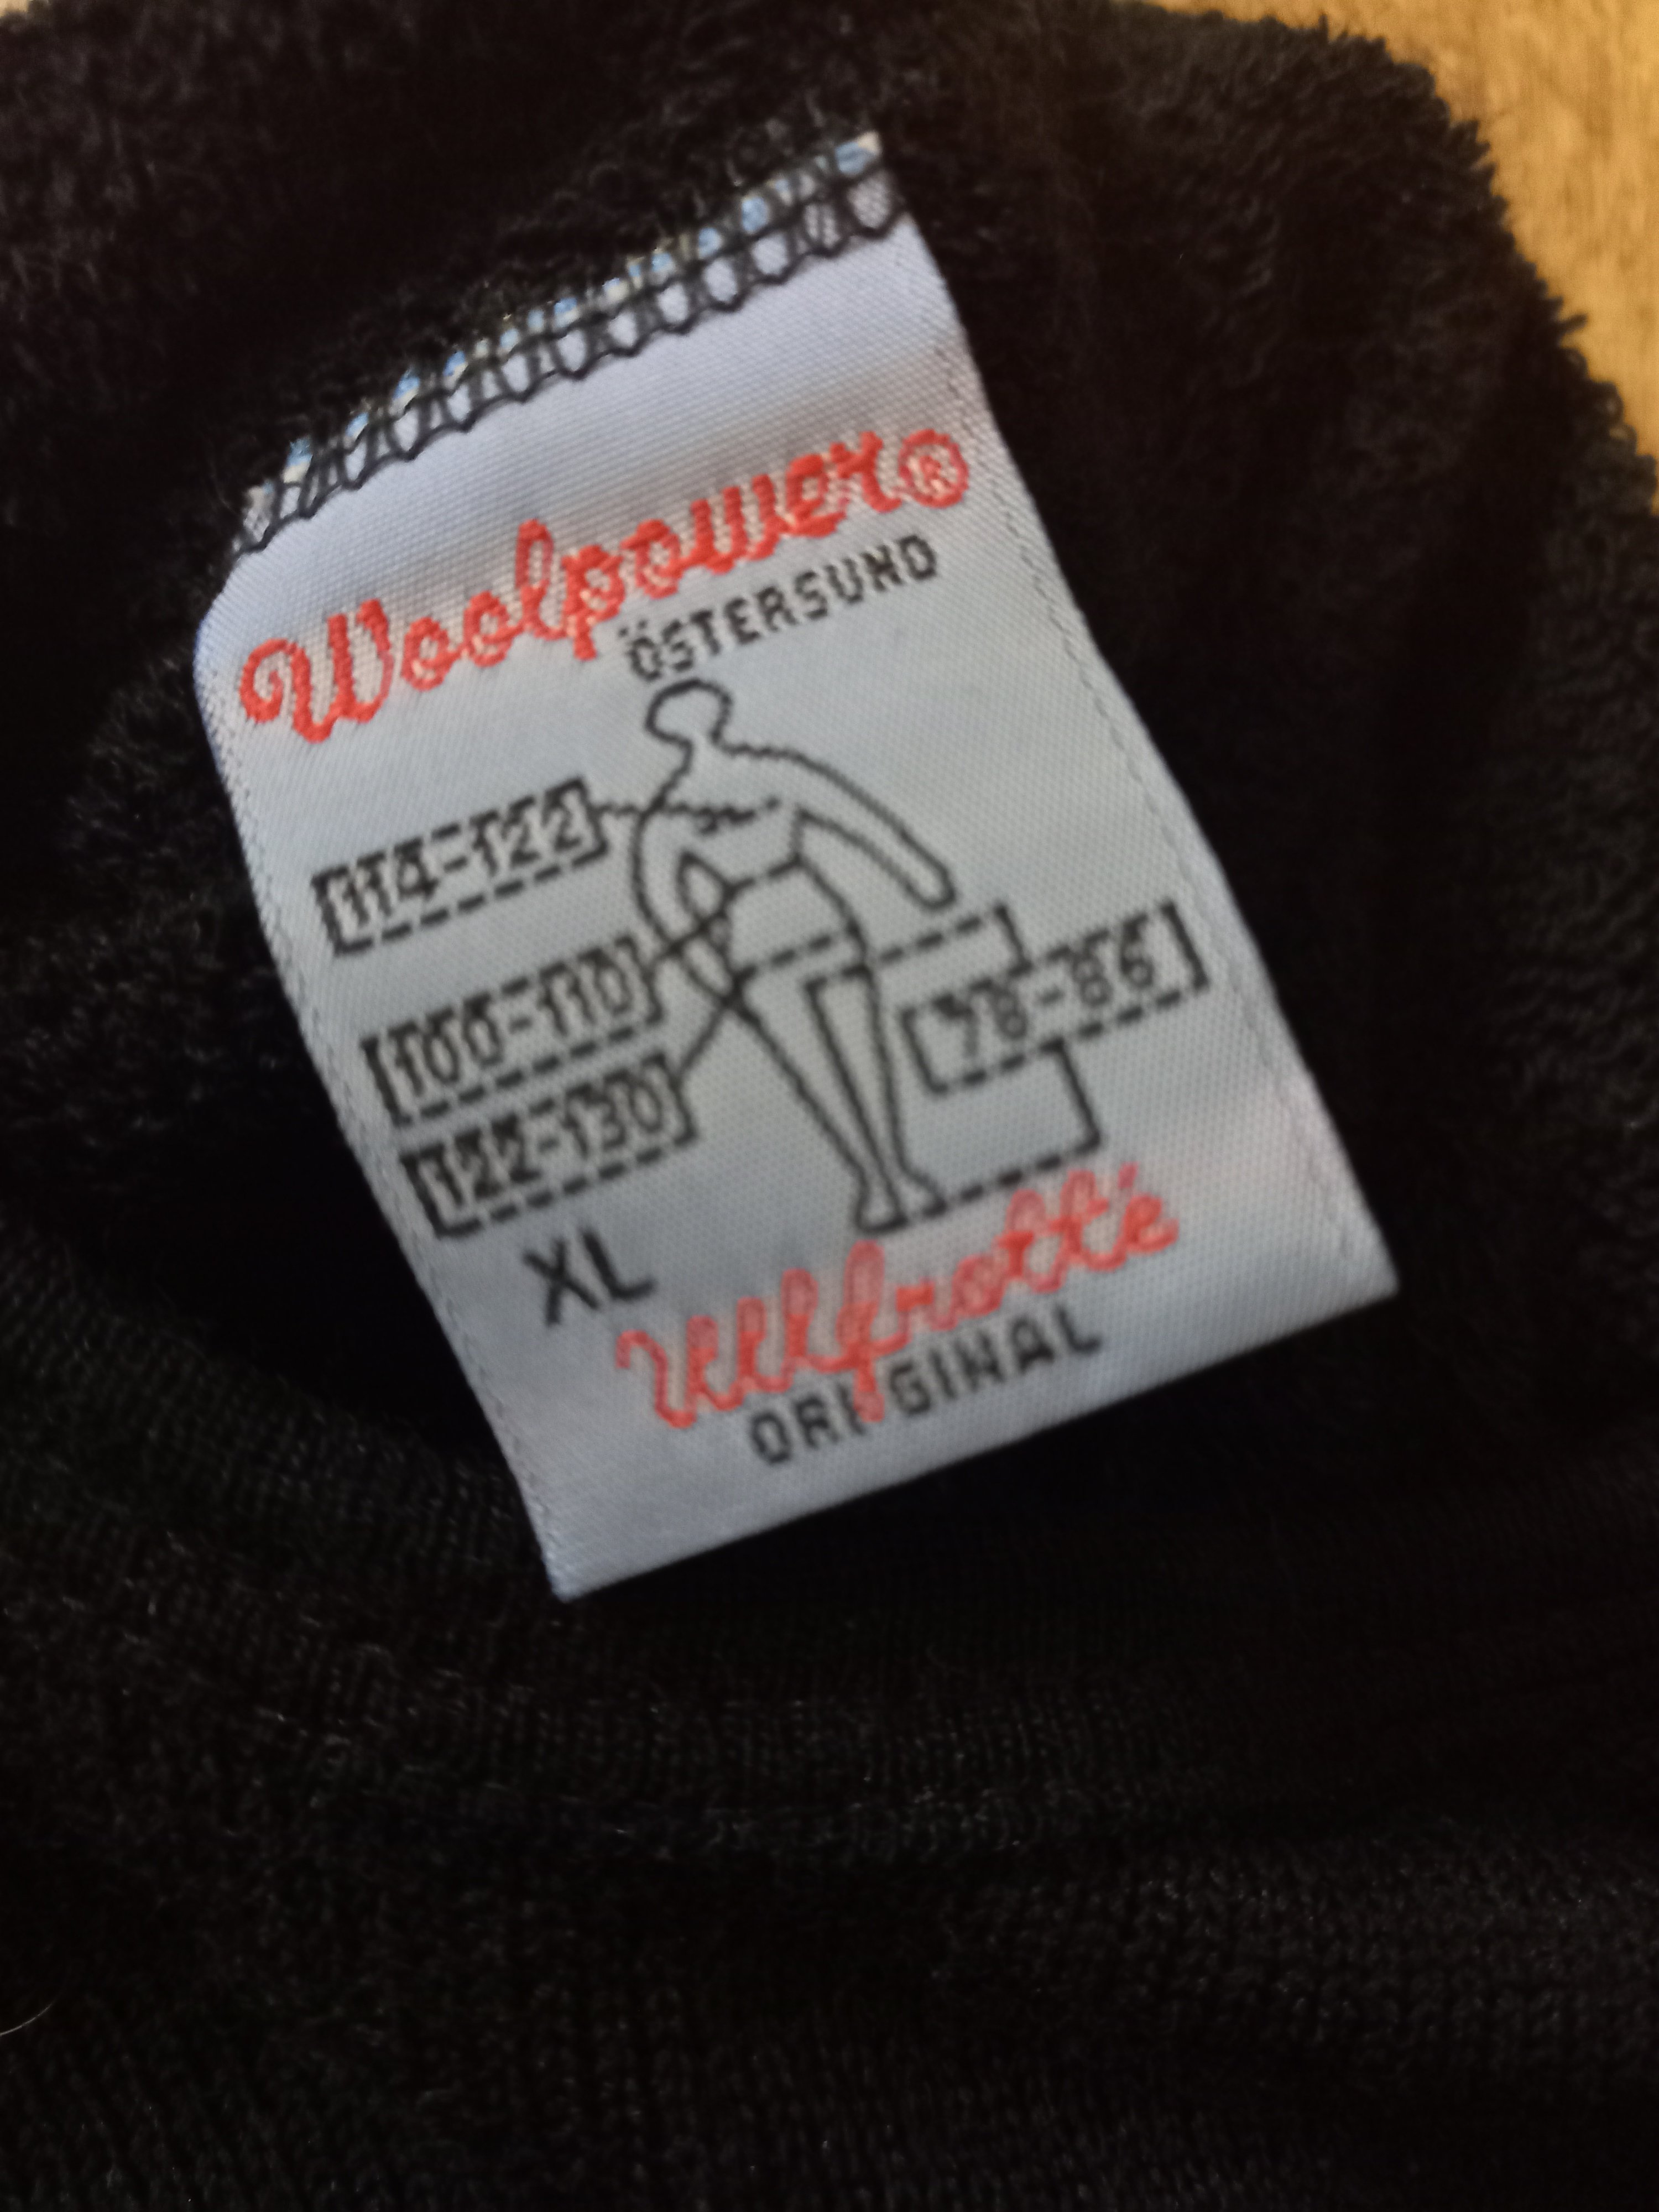 Woolpower®
ÖSTERSUND
114-122
100-110
78-86
122-130
XL
Ullfrotté
ORIGINAL